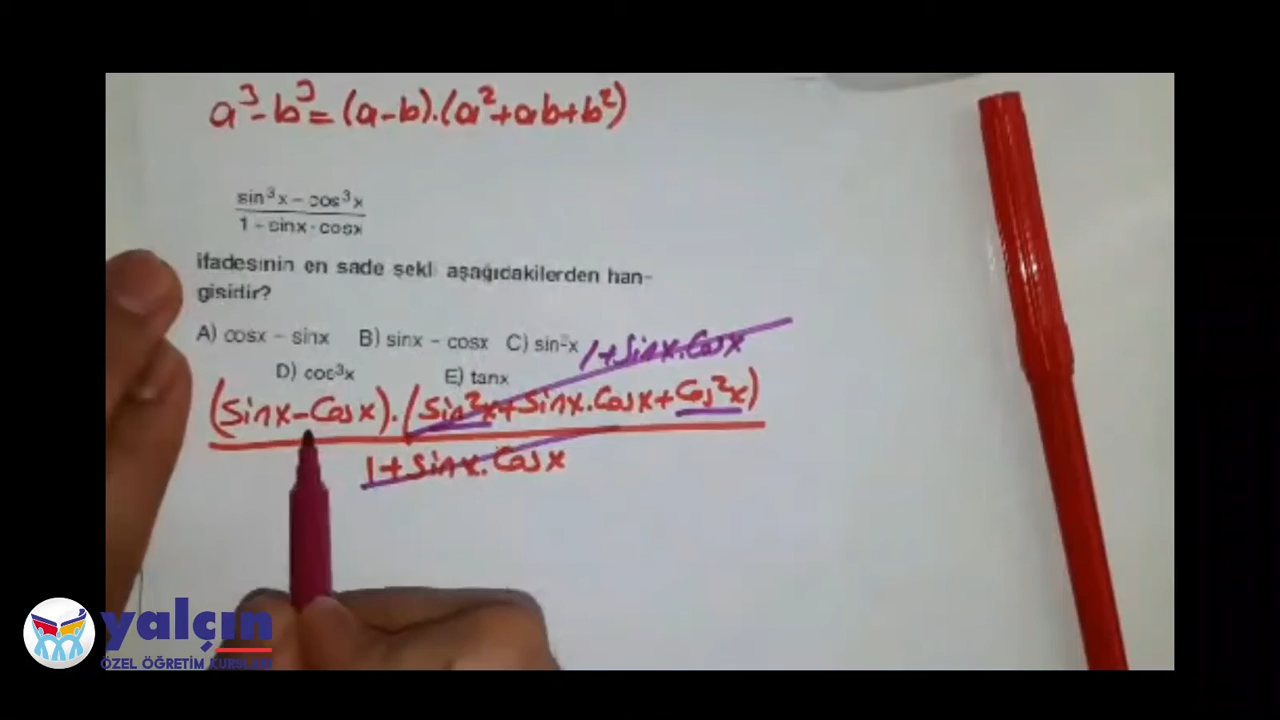 a³-b³=(a-b).(a²+ab+b²)
sin³x - cos³x
1 - sinx · cosx
ifadesinin en sade şekl aşağıdakilerden han-
gisidir?
A) cosx - sinx B) sinx - cosx C) sin²x
1+sinx.Cosx
D) cos³x E) tanx
(sinx-Cosx).(sin²x+sinx.Cosx+Cos²x)
1+sinx.Cosx
yalçın
ÖZEL ÖĞRETİM KURSLARI